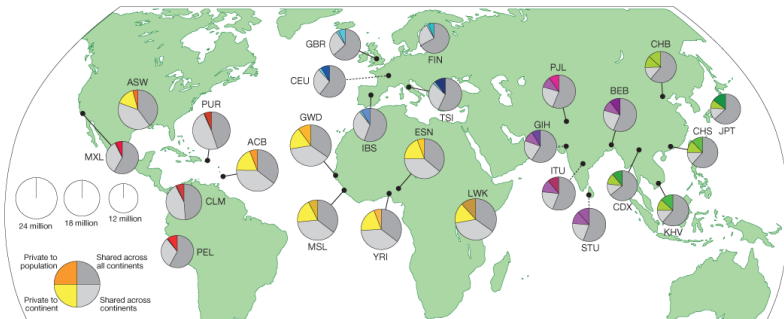 GBR
FIN
CHB
CEU
PJL
BEB
ASW
PUR
GWD
IBS
TSI
ESN
GIH
JPT
MXL
ACB
CHS
ITU
CLM
LWK
CDX
24 million
18 million
12 million
MSL
YRI
STU
KHV
PEL
Private to
population
Shared across
all continents
Private to
continent
Shared across
continents